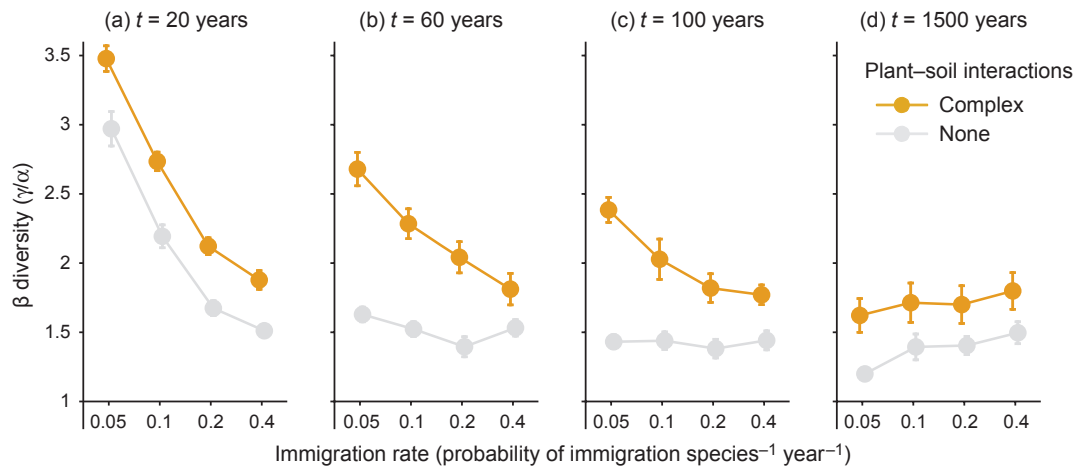 (a) t = 20 years
(b) t = 60 years
(c) t = 100 years
(d) t = 1500 years
3.5
3
2.5
2
1.5
1
β diversity (γ/α)
Plant–soil interactions
Complex
None
0.05 0.1 0.2 0.4
0.05 0.1 0.2 0.4
0.05 0.1 0.2 0.4
0.05 0.1 0.2 0.4
Immigration rate (probability of immigration species⁻¹ year⁻¹)